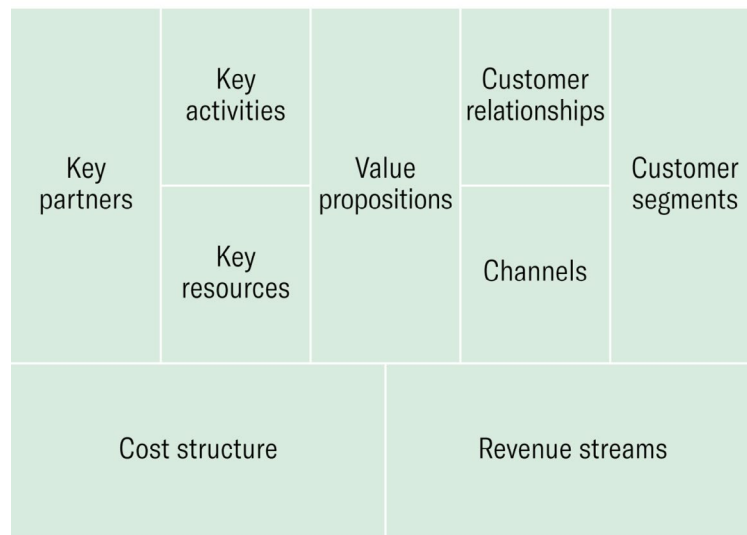 Key
partners
Key
activities
Key
resources
Value
propositions
Customer
relationships
Channels
Customer
segments
Cost structure
Revenue streams